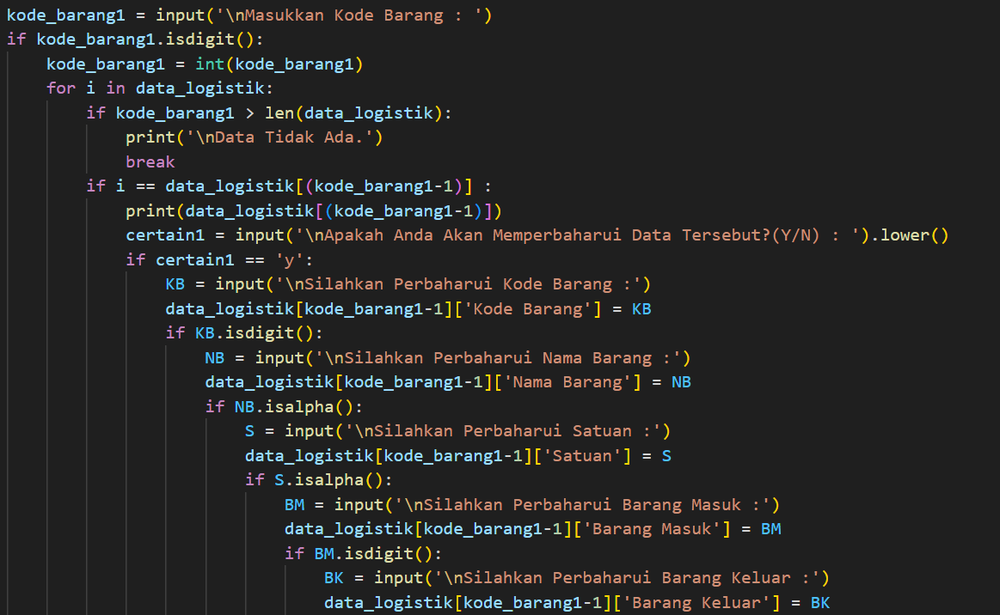 kode_barang1 = input('\nMasukkan Kode Barang : ')
if kode_barang1.isdigit():
    kode_barang1 = int(kode_barang1)
    for i in data_logistik:
        if kode_barang1 > len(data_logistik):
            print('\nData Tidak Ada.')
            break
        if i == data_logistik[(kode_barang1-1)] :
            print(data_logistik[(kode_barang1-1)])
            certain1 = input('\nApakah Anda Akan Memperbaharui Data Tersebut?(Y/N) : ').lower()
            if certain1 == 'y':
                KB = input('\nSilahkan Perbaharui Kode Barang :')
                data_logistik[kode_barang1-1]['Kode Barang'] = KB
                if KB.isdigit():
                    NB = input('\nSilahkan Perbaharui Nama Barang :')
                    data_logistik[kode_barang1-1]['Nama Barang'] = NB
                    if NB.isalpha():
                        S = input('\nSilahkan Perbaharui Satuan :')
                        data_logistik[kode_barang1-1]['Satuan'] = S
                        if S.isalpha():
                            BM = input('\nSilahkan Perbaharui Barang Masuk :')
                            data_logistik[kode_barang1-1]['Barang Masuk'] = BM
                            if BM.isdigit():
                                BK = input('\nSilahkan Perbaharui Barang Keluar :')
                                data_logistik[kode_barang1-1]['Barang Keluar'] = BK